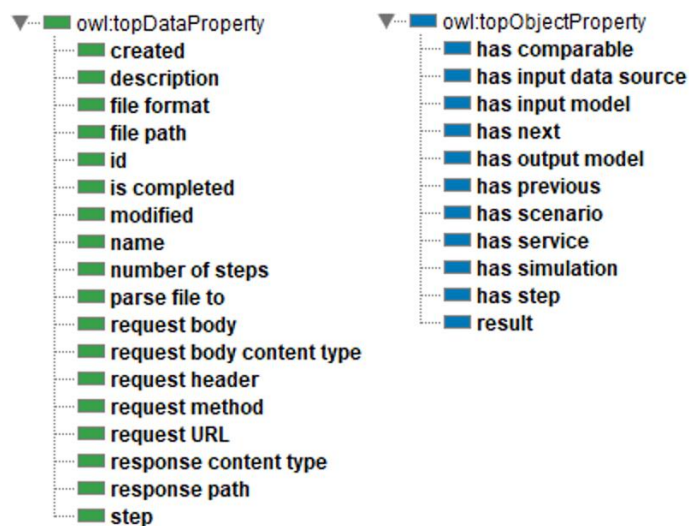 owl:topDataProperty
created
description
file format
file path
id
is completed
modified
name
number of steps
parse file to
request body
request body content type
request header
request method
request URL
response content type
response path
step
owl:topObjectProperty
has comparable
has input data source
has input model
has next
has output model
has previous
has scenario
has service
has simulation
has step
result